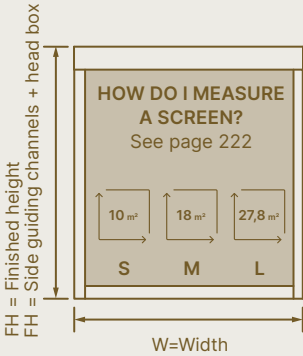 FH = Finished height
FH = Side guiding channels + head box
HOW DO I MEASURE
A SCREEN?
See page 222
10 m²
18 m²
27,8 m²
S
M
L
W=Width